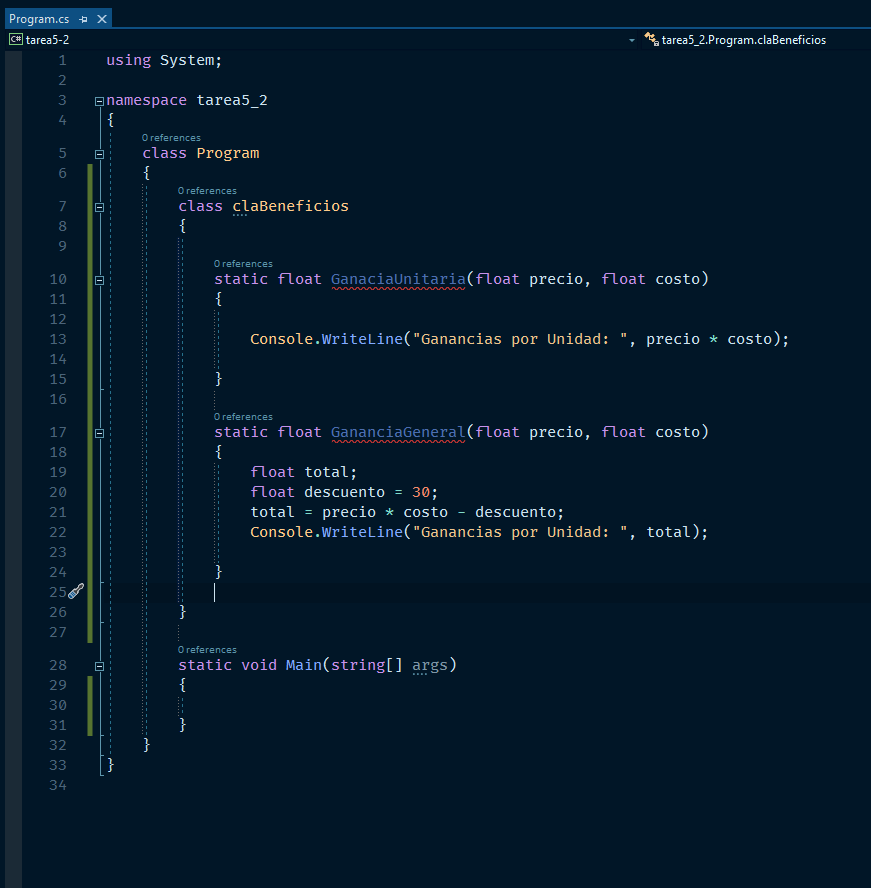 Program.cs
C# tarea5-2 tarea5_2.Program.claBeneficios
1 using System;
2
3 namespace tarea5_2
4 {
0 references
5 class Program
6 {
0 references
7 class claBeneficios
8 {
9
0 references
10 static float GanaciaUnitaria(float precio, float costo)
11 {
12
13 Console.WriteLine("Ganancias por Unidad: ", precio * costo);
14
15 }
16
0 references
17 static float GananciaGeneral(float precio, float costo)
18 {
19 float total;
20 float descuento = 30;
21 total = precio * costo - descuento;
22 Console.WriteLine("Ganancias por Unidad: ", total);
23
24 }
25
26 }
27
0 references
28 static void Main(string[] args)
29 {
30
31 }
32 }
33 }
34